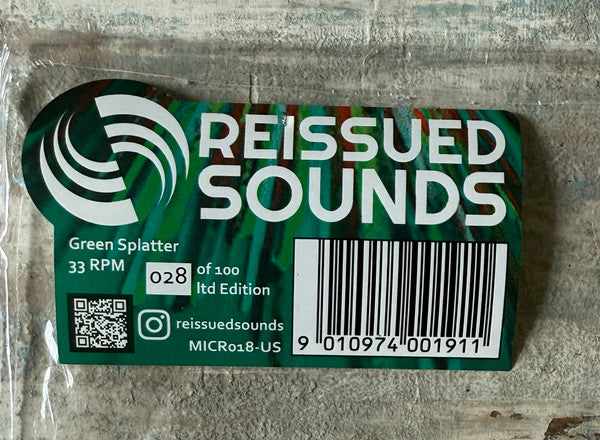 REISSUED
SOUNDS
Green Splatter
33 RPM
028 of 100
ltd Edition
reissuedsounds
MICR018-US
9 010974 001911